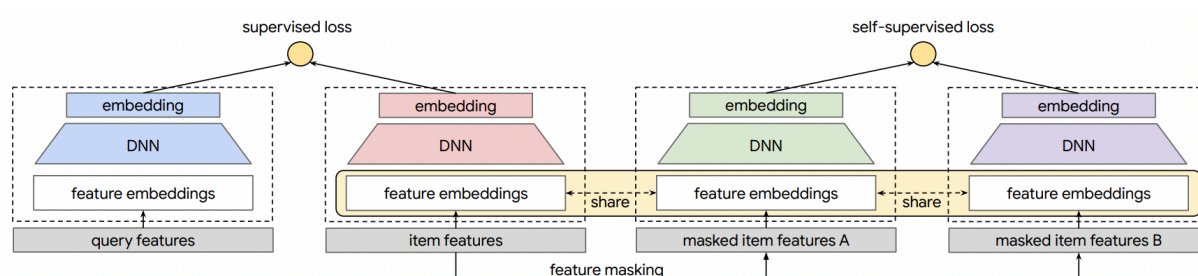 supervised loss
self-supervised loss
embedding
embedding
embedding
embedding
DNN
DNN
DNN
DNN
feature embeddings
feature embeddings
share
feature embeddings
share
feature embeddings
query features
item features
masked item features A
masked item features B
feature masking